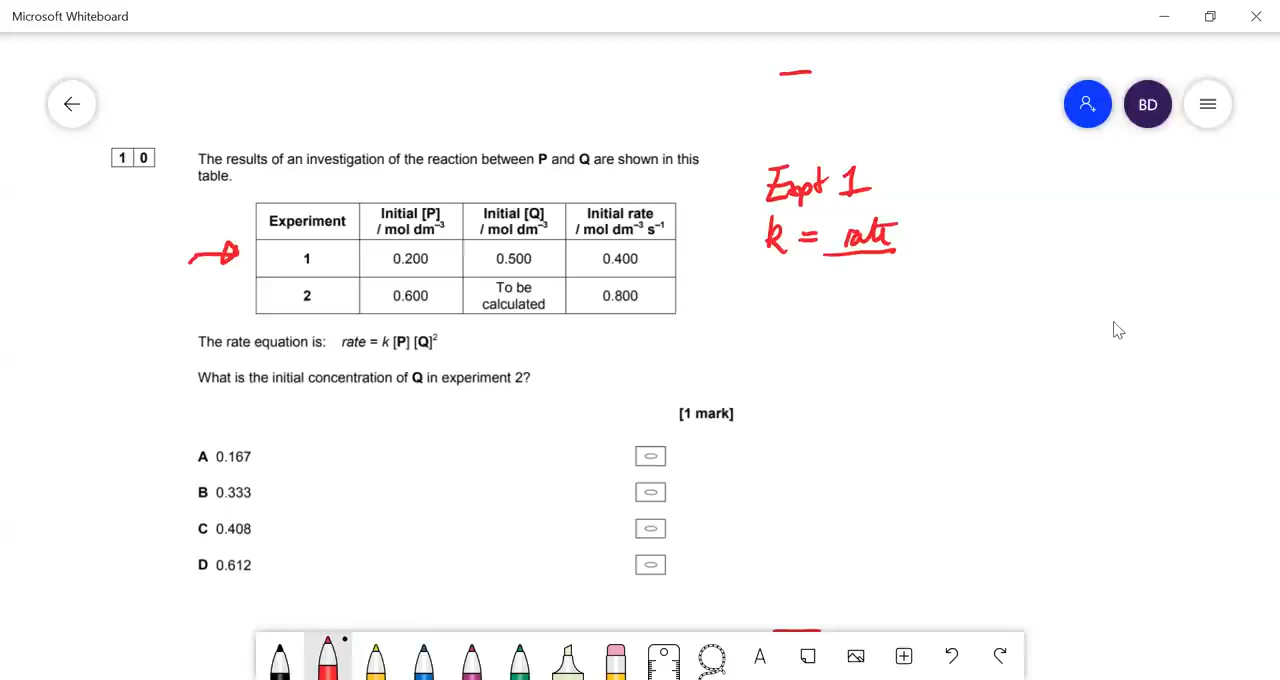 Microsoft Whiteboard
BD
1 0
The results of an investigation of the reaction between P and Q are shown in this
table.
Experiment Initial [P] / mol dm⁻³ Initial [Q] / mol dm⁻³ Initial rate / mol dm⁻³ s⁻¹
1 0.200 0.500 0.400
2 0.600 To be calculated 0.800
The rate equation is: rate = k [P] [Q]²
What is the initial concentration of Q in experiment 2?
[1 mark]
A 0.167
B 0.333
C 0.408
D 0.612
Expt 1
k = rate
A